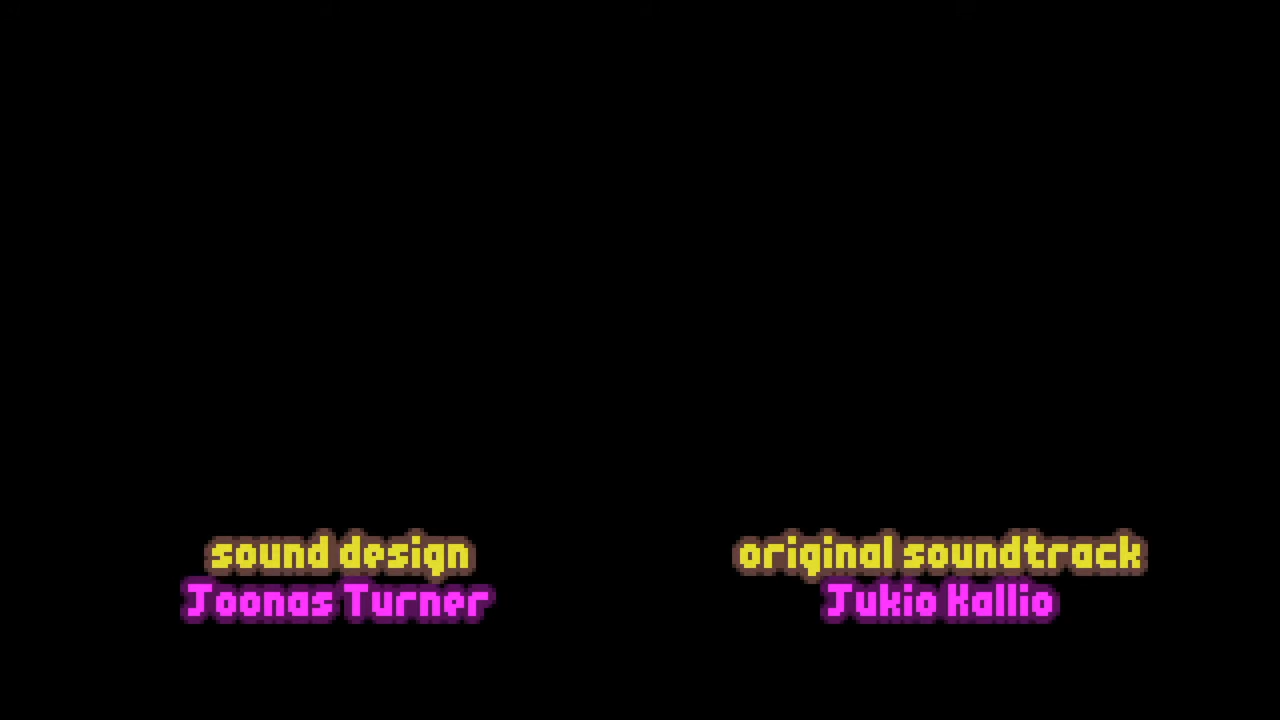 sound design
Joonas Turner
original soundtrack
Jukio Kallio